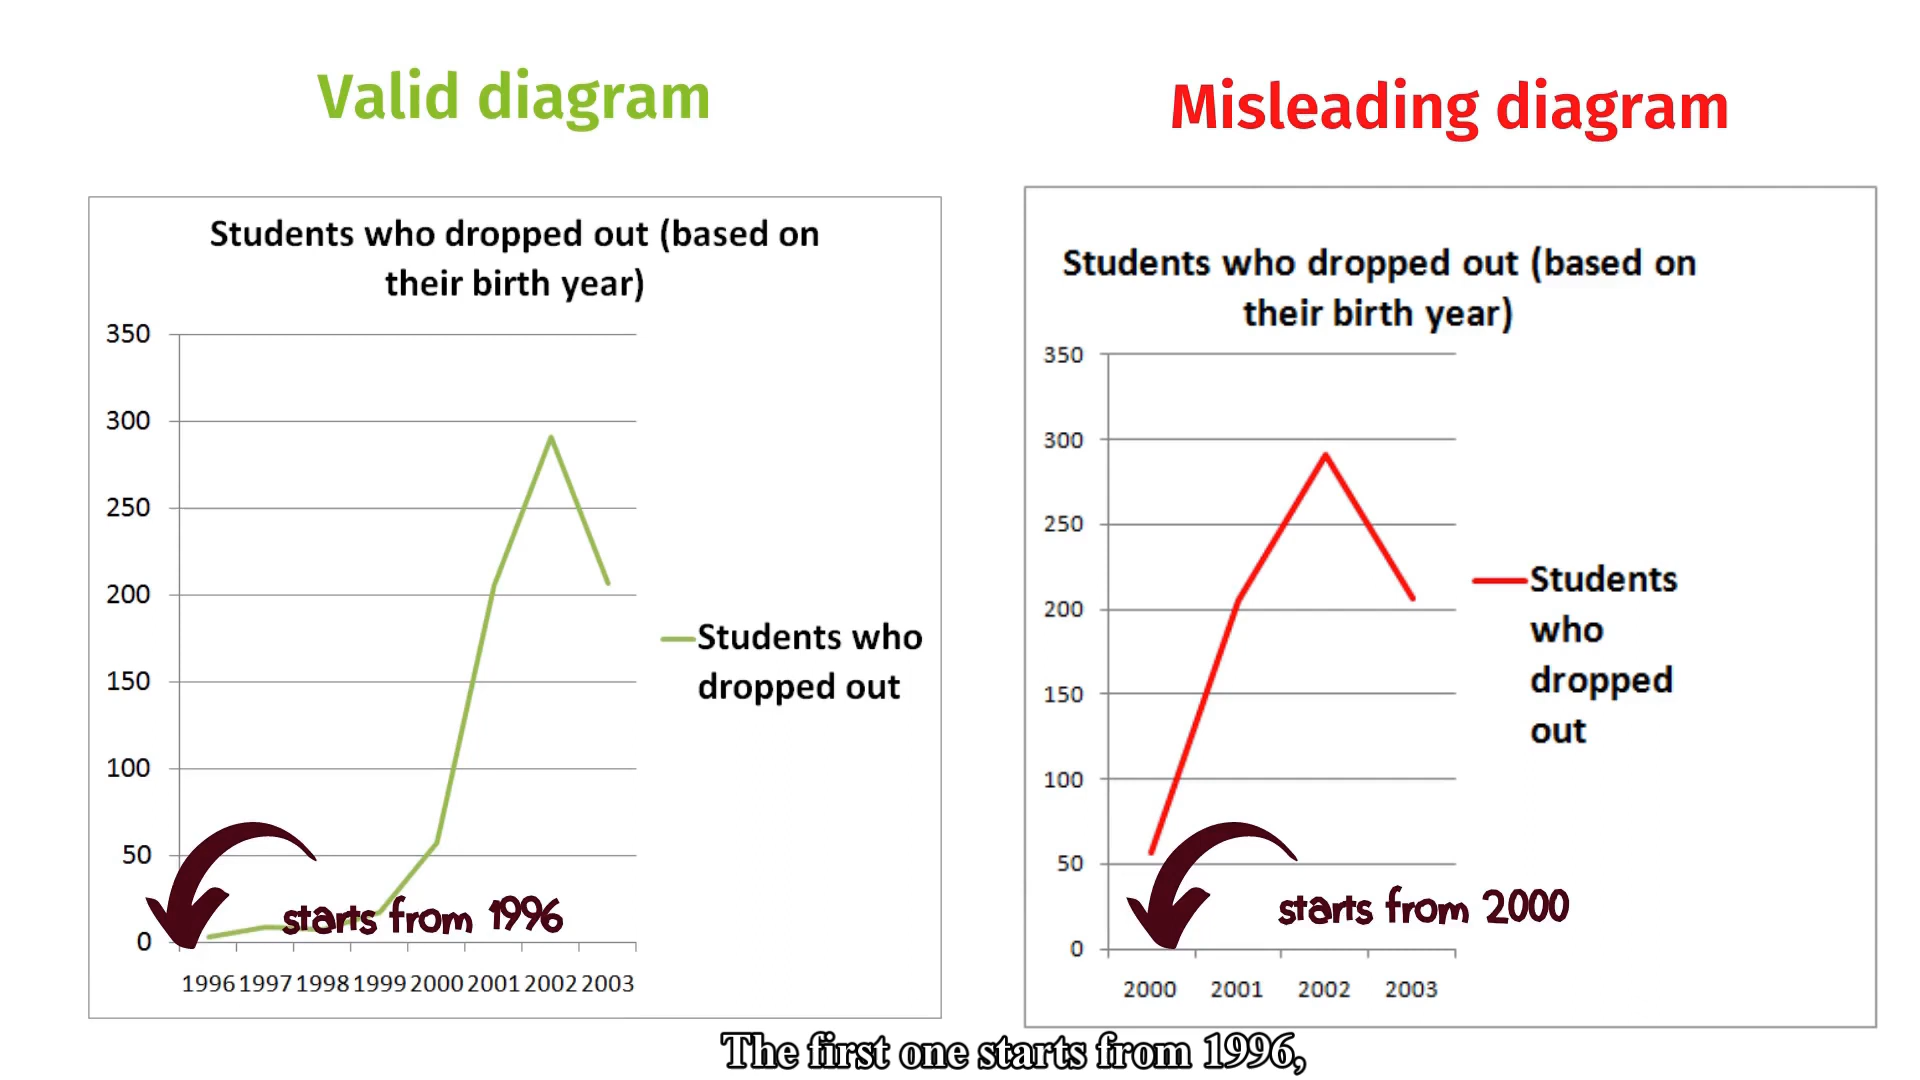 Valid diagram
Misleading diagram
Students who dropped out (based on
their birth year)
350
300
250
200
150
100
50
0
1996 1997 1998 1999 2000 2001 2002 2003
Students who
dropped out
starts from 1996
Students who dropped out (based on
their birth year)
350
300
250
200
150
100
50
0
2000 2001 2002 2003
Students
who
dropped
out
starts from 2000
The first one starts from 1996,